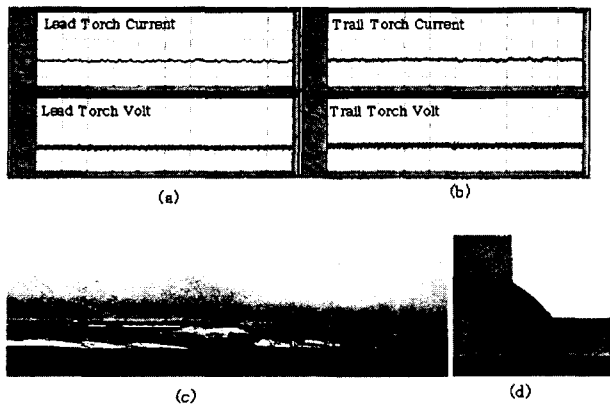 Lead Torch Current
Trail Torch Current
Lead Torch Volt
Trail Torch Volt
(a)
(b)
(c)
(d)